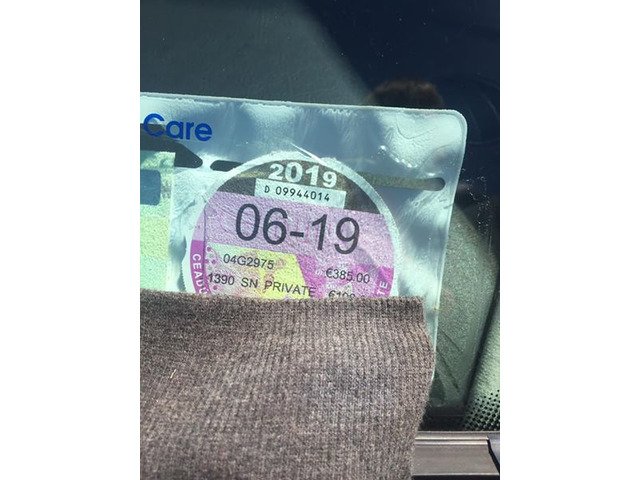 Care
2019
D 09944014
06-19
04G2975 €385.00
1390 SN PRIVATE